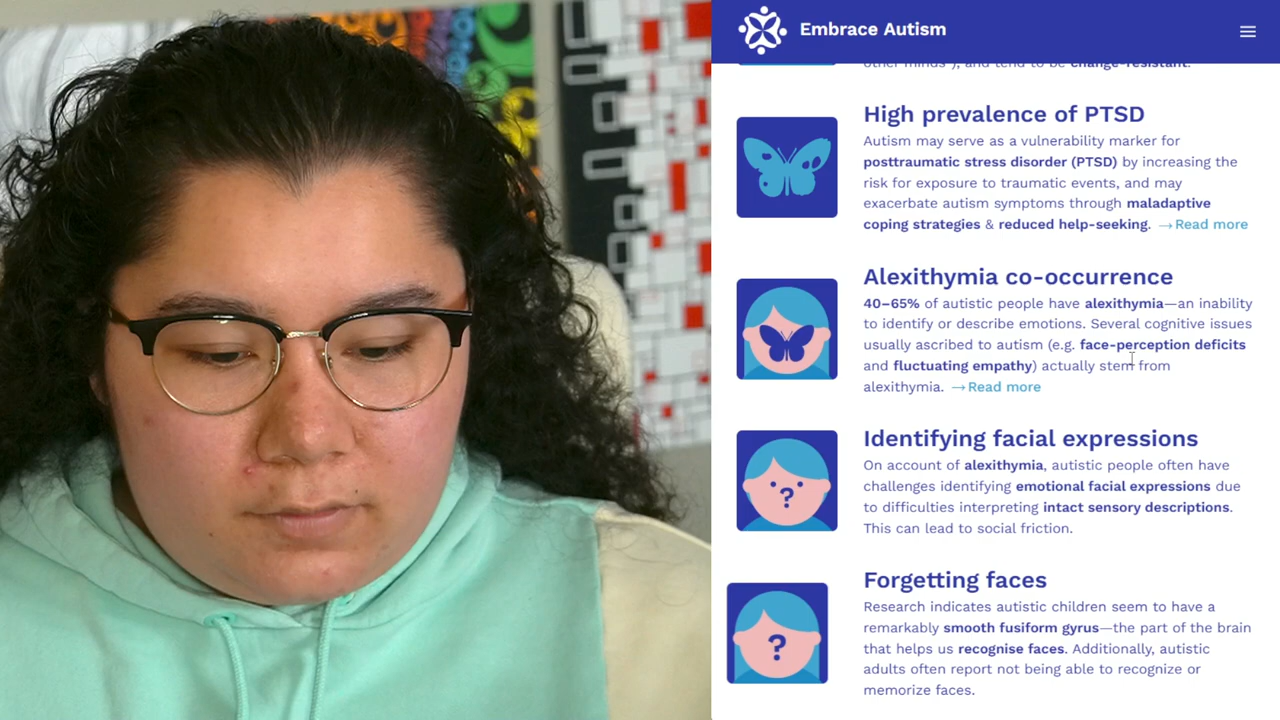 Embrace Autism
other minds"), and tend to be change-resistant.
High prevalence of PTSD
Autism may serve as a vulnerability marker for
posttraumatic stress disorder (PTSD) by increasing the
risk for exposure to traumatic events, and may
exacerbate autism symptoms through maladaptive
coping strategies & reduced help-seeking. →Read more
Alexithymia co-occurrence
40–65% of autistic people have alexithymia—an inability
to identify or describe emotions. Several cognitive issues
usually ascribed to autism (e.g. face-perception deficits
and fluctuating empathy) actually stem from
alexithymia. →Read more
Identifying facial expressions
On account of alexithymia, autistic people often have
challenges identifying emotional facial expressions due
to difficulties interpreting intact sensory descriptions.
This can lead to social friction.
Forgetting faces
Research indicates autistic children seem to have a
remarkably smooth fusiform gyrus—the part of the brain
that helps us recognise faces. Additionally, autistic
adults often report not being able to recognize or
memorize faces.